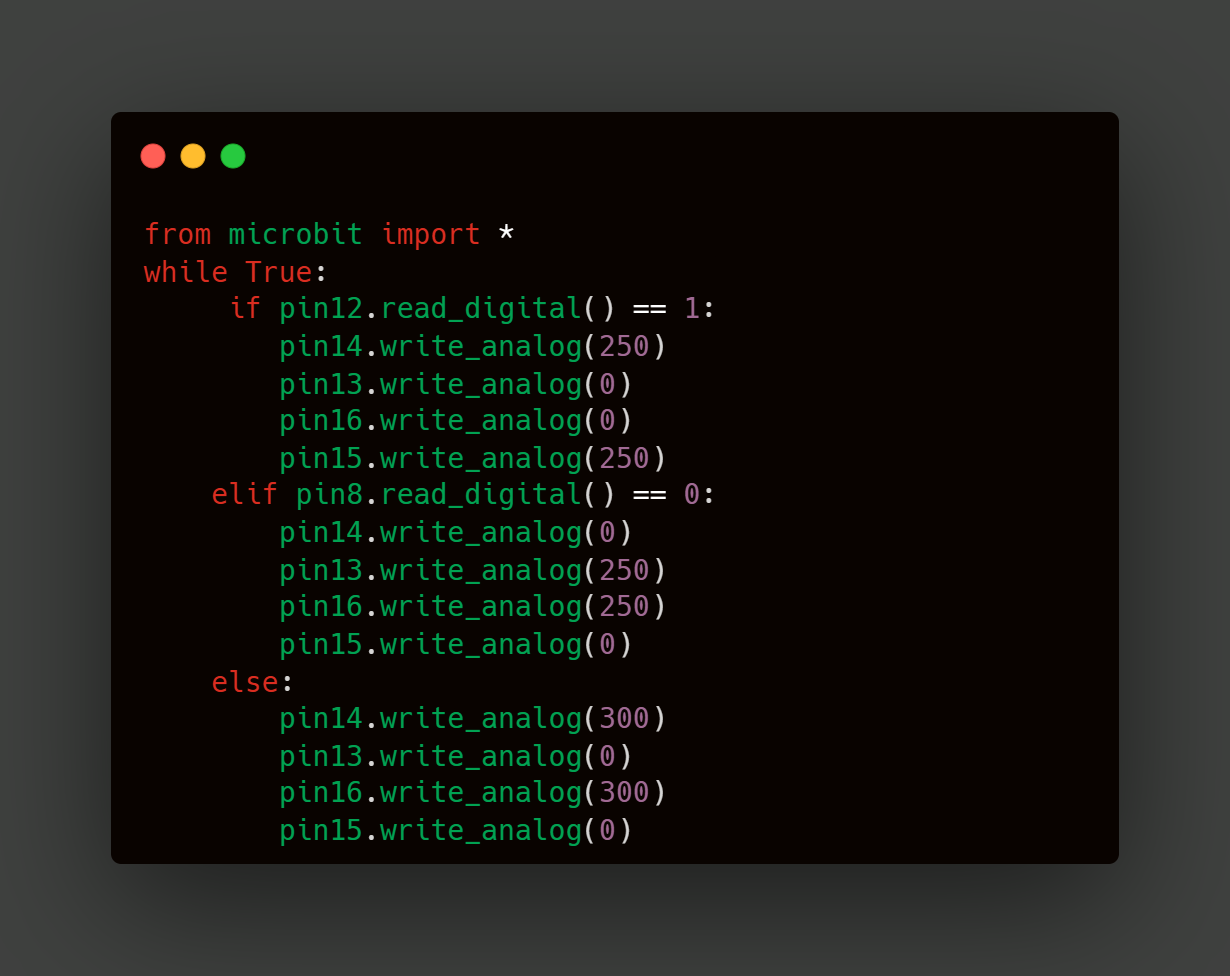 from microbit import *
while True:
     if pin12.read_digital() == 1:
        pin14.write_analog(250)
        pin13.write_analog(0)
        pin16.write_analog(0)
        pin15.write_analog(250)
    elif pin8.read_digital() == 0:
        pin14.write_analog(0)
        pin13.write_analog(250)
        pin16.write_analog(250)
        pin15.write_analog(0)
    else:
        pin14.write_analog(300)
        pin13.write_analog(0)
        pin16.write_analog(300)
        pin15.write_analog(0)